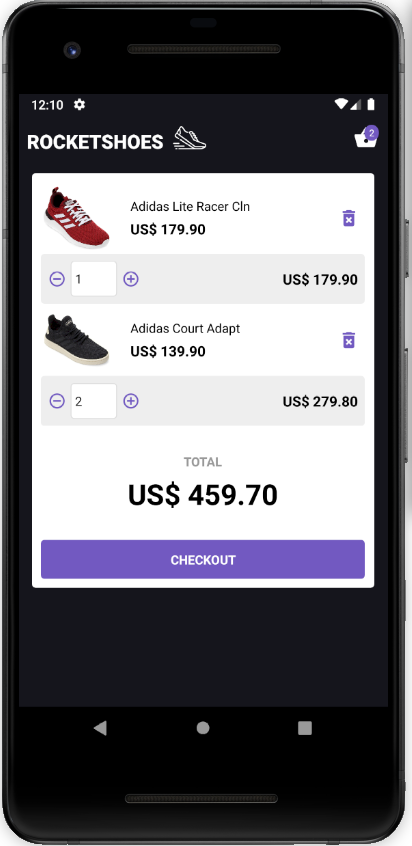 12:10
ROCKETSHOES
2
Adidas Lite Racer Cln
US$ 179.90
1
US$ 179.90
Adidas Court Adapt
US$ 139.90
2
US$ 279.80
TOTAL
US$ 459.70
CHECKOUT